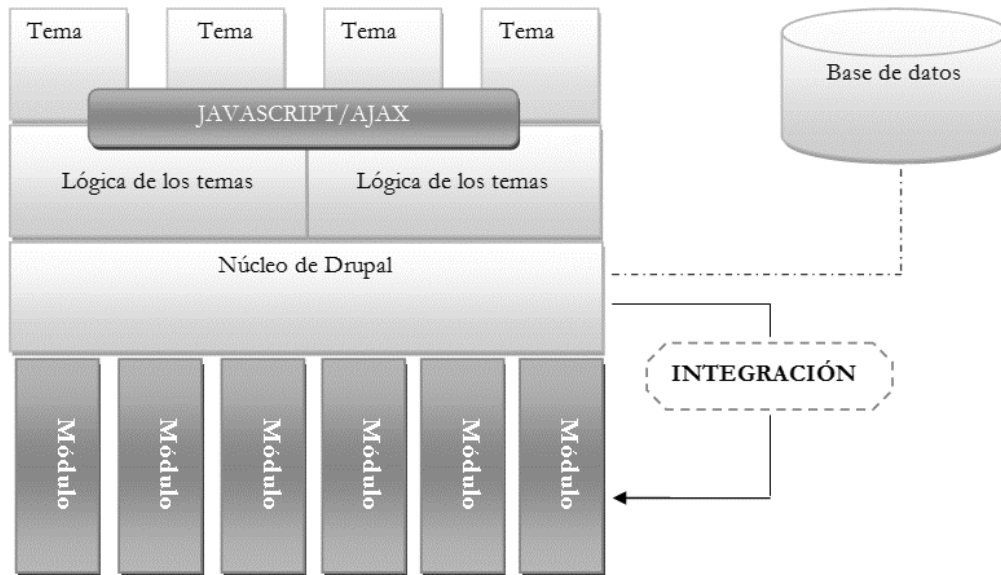 Tema
Tema
Tema
Tema
Base de datos
JAVASCRIPT/AJAX
Lógica de los temas
Lógica de los temas
Núcleo de Drupal
INTEGRACIÓN
Módulo
Módulo
Módulo
Módulo
Módulo
Módulo